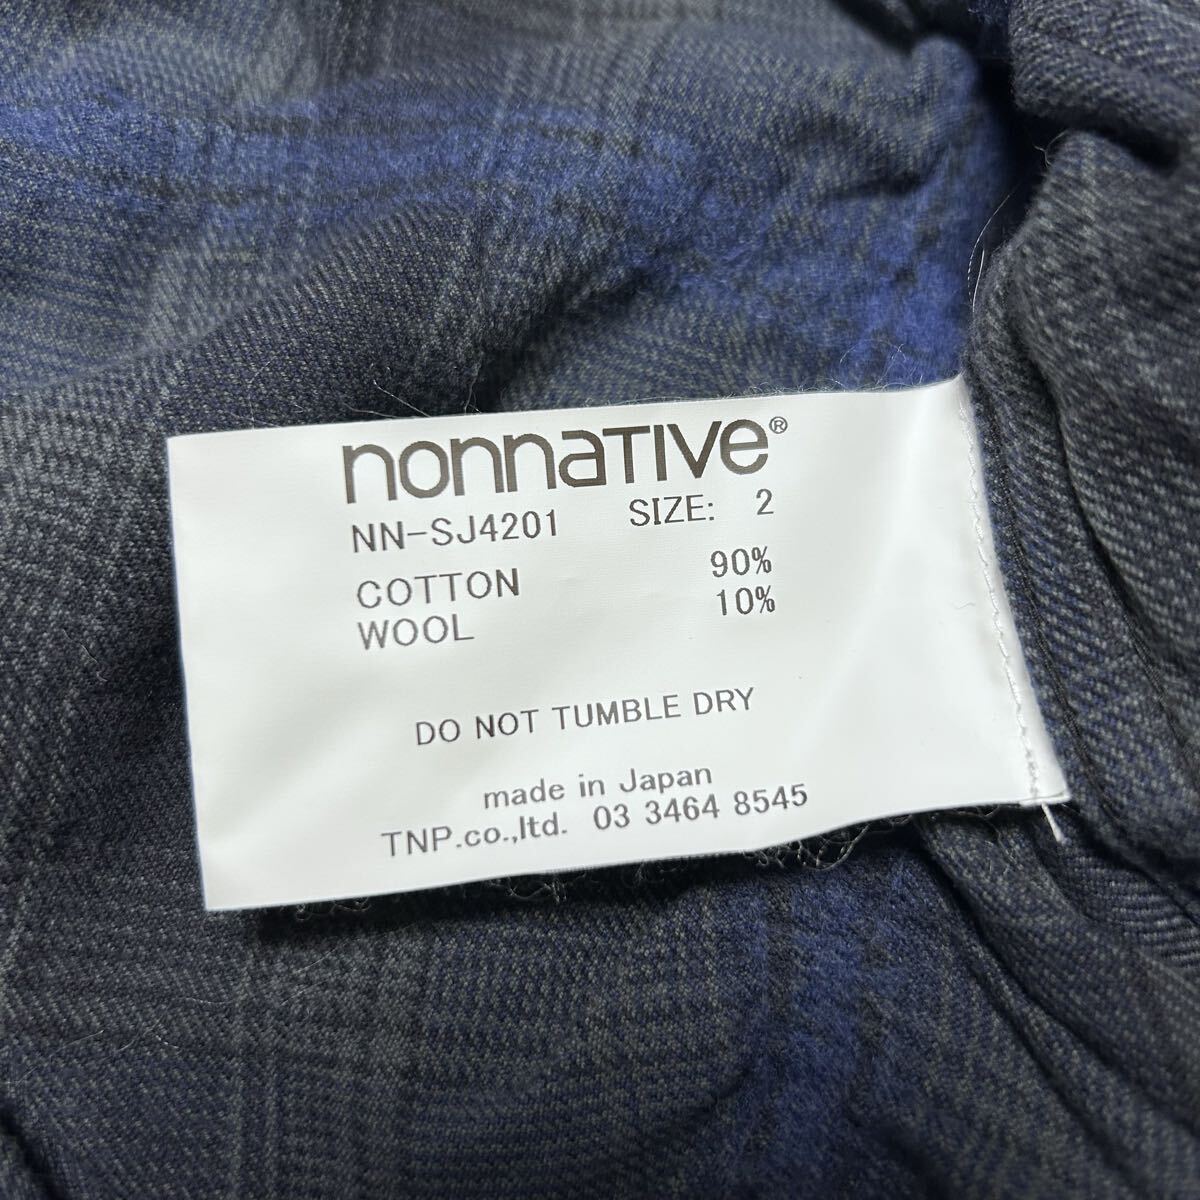 nonnaTIVe®
NN-SJ4201 SIZE: 2
COTTON 90%
WOOL 10%
DO NOT TUMBLE DRY
made in Japan
TNP.co.,ltd. 03 3464 8545